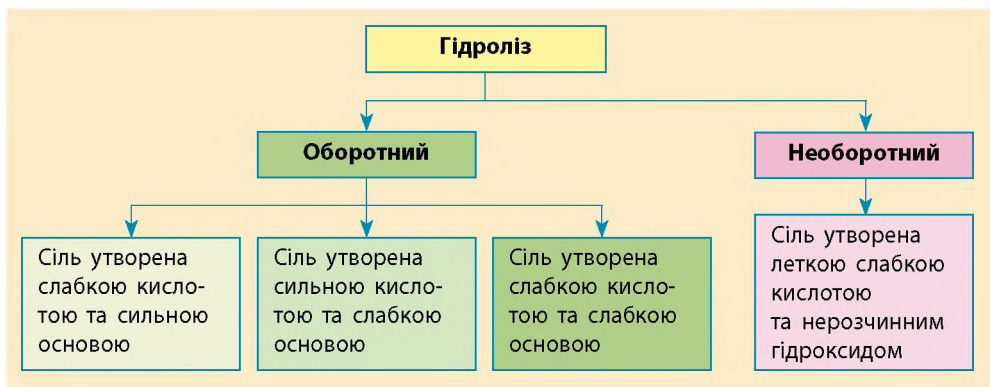 Гідроліз
Оборотний
Необоротний
Сіль утворена
слабкою кисло-
тою та сильною
основою
Сіль утворена
сильною кисло-
тою та слабкою
основою
Сіль утворена
слабкою кисло-
тою та слабкою
основою
Сіль утворена
леткою слабкою
кислотою
та нерозчинним
гідроксидом